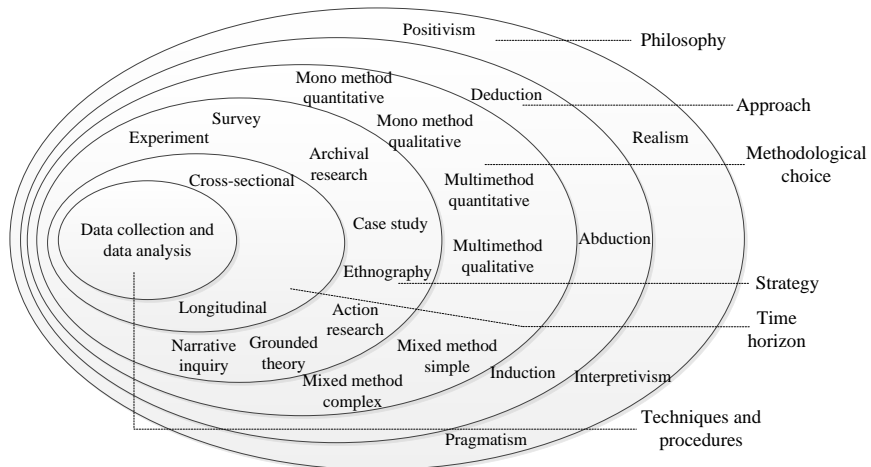 Positivism
Philosophy
Mono method
quantitative
Deduction
Approach
Survey
Mono method
qualitative
Experiment
Realism
Archival
research
Methodological
choice
Cross-sectional
Multimethod
quantitative
Data collection and
data analysis
Case study
Multimethod
qualitative
Abduction
Ethnography
Strategy
Longitudinal
Action
research
Time
horizon
Narrative
inquiry
Grounded
theory
Mixed method
simple
Mixed method
complex
Induction
Interpretivism
Techniques and
procedures
Pragmatism